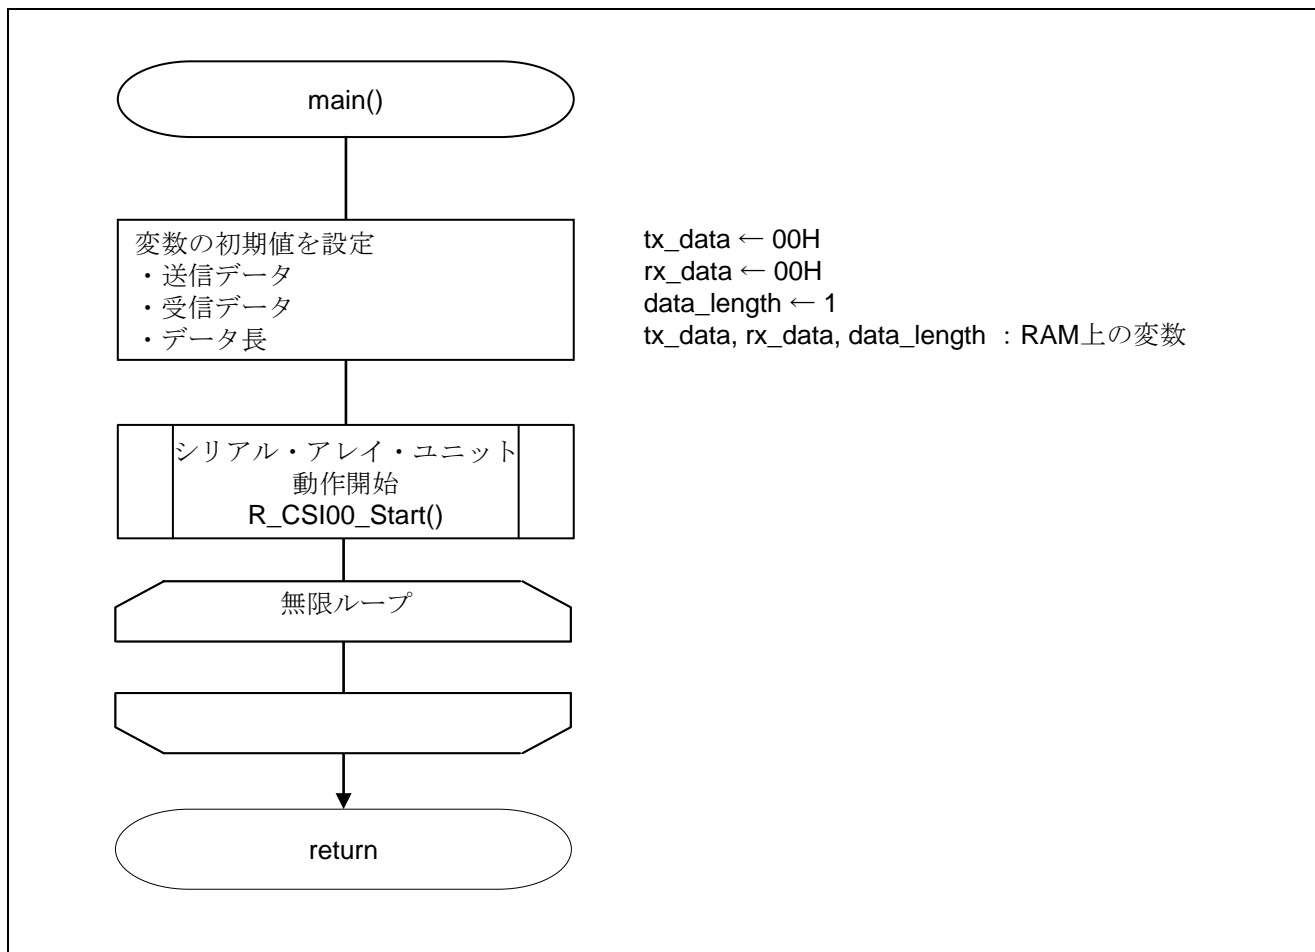 main()
変数の初期値を設定
・送信データ
・受信データ
・データ長
tx_data ← 00H
rx_data ← 00H
data_length ← 1
tx_data, rx_data, data_length ：RAM上の変数
シリアル・アレイ・ユニット
動作開始
R_CSI00_Start()
無限ループ
return